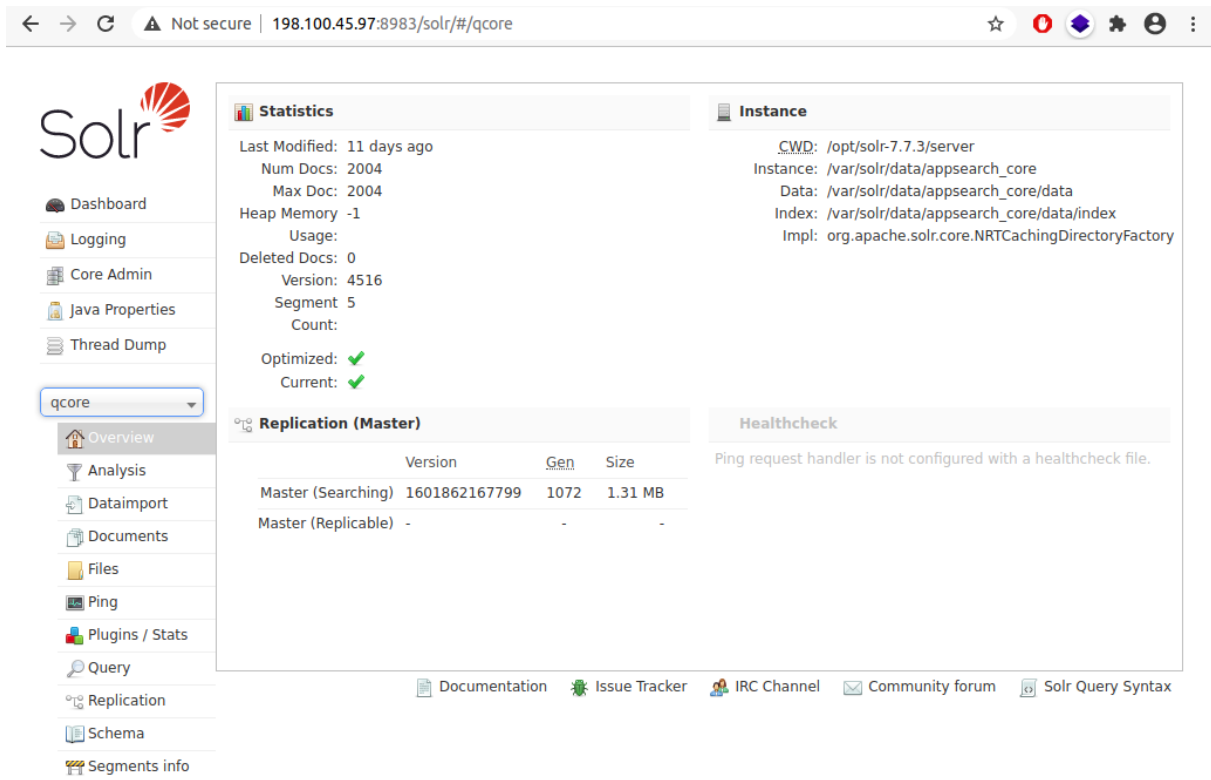 Not secure | 198.100.45.97:8983/solr/#/qcore
Solr
Dashboard
Logging
Core Admin
Java Properties
Thread Dump
qcore
Overview
Analysis
Dataimport
Documents
Files
Ping
Plugins / Stats
Query
Replication
Schema
Segments info
Statistics
Last Modified: 11 days ago
Num Docs: 2004
Max Doc: 2004
Heap Memory -1
Usage:
Deleted Docs: 0
Version: 4516
Segment 5
Count:
Optimized:
Current:
Instance
CWD: /opt/solr-7.7.3/server
Instance: /var/solr/data/appsearch_core
Data: /var/solr/data/appsearch_core/data
Index: /var/solr/data/appsearch_core/data/index
Impl: org.apache.solr.core.NRTCachingDirectoryFactory
Replication (Master)
Version Gen Size
Master (Searching) 1601862167799 1072 1.31 MB
Master (Replicable) - - -
Healthcheck
Ping request handler is not configured with a healthcheck file.
Documentation Issue Tracker IRC Channel Community forum Solr Query Syntax